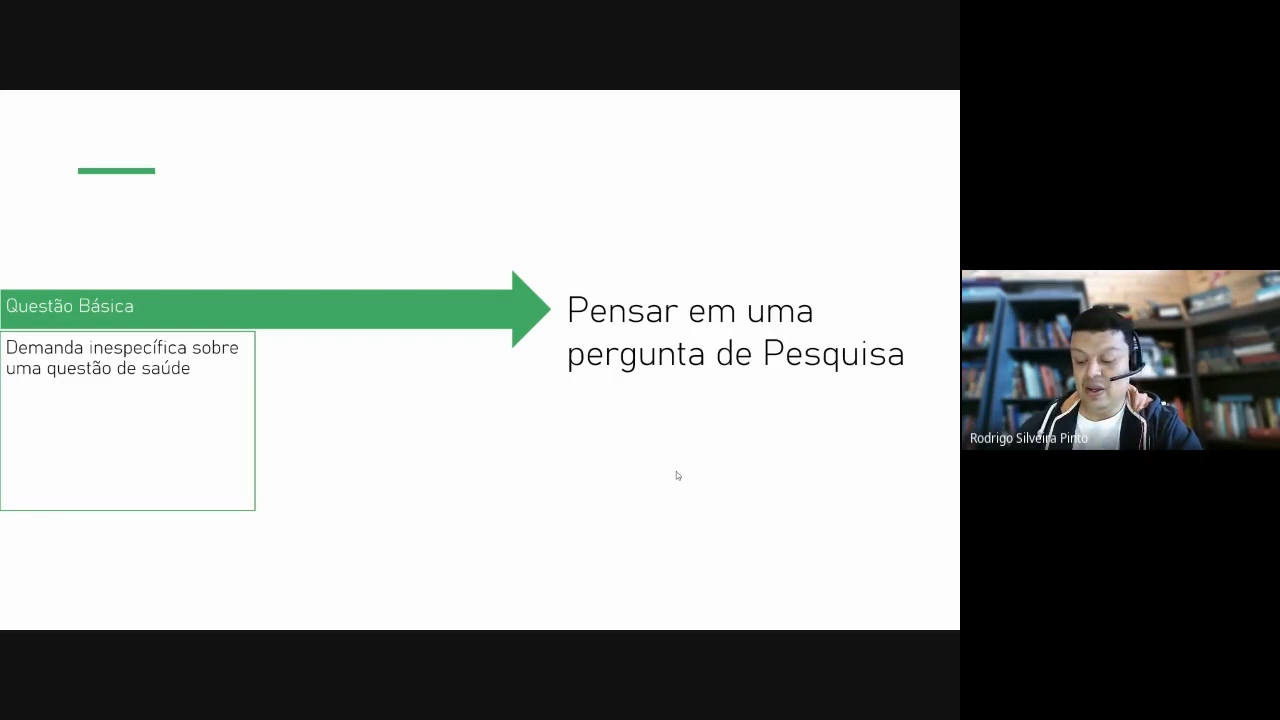 Questão Básica
Demanda inespecífica sobre
uma questão de saúde
Pensar em uma
pergunta de Pesquisa
Rodrigo Silveira Pinto